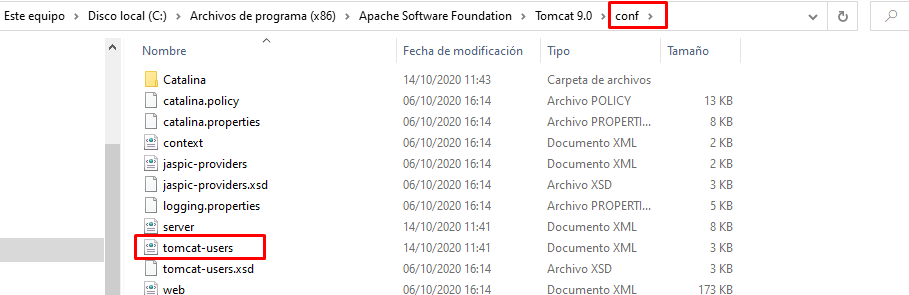 Este equipo > Disco local (C:) > Archivos de programa (x86) > Apache Software Foundation > Tomcat 9.0 > conf >
Nombre Fecha de modificación Tipo Tamaño
Catalina 14/10/2020 11:43 Carpeta de archivos
catalina.policy 06/10/2020 16:14 Archivo POLICY 13 KB
catalina.properties 06/10/2020 16:14 Archivo PROPERTI... 8 KB
context 06/10/2020 16:14 Documento XML 2 KB
jaspic-providers 06/10/2020 16:14 Documento XML 2 KB
jaspic-providers.xsd 06/10/2020 16:14 Archivo XSD 3 KB
logging.properties 06/10/2020 16:14 Archivo PROPERTI... 5 KB
server 14/10/2020 11:41 Documento XML 8 KB
tomcat-users 14/10/2020 11:41 Documento XML 3 KB
tomcat-users.xsd 06/10/2020 16:14 Archivo XSD 3 KB
web 06/10/2020 16:14 Documento XML 173 KB